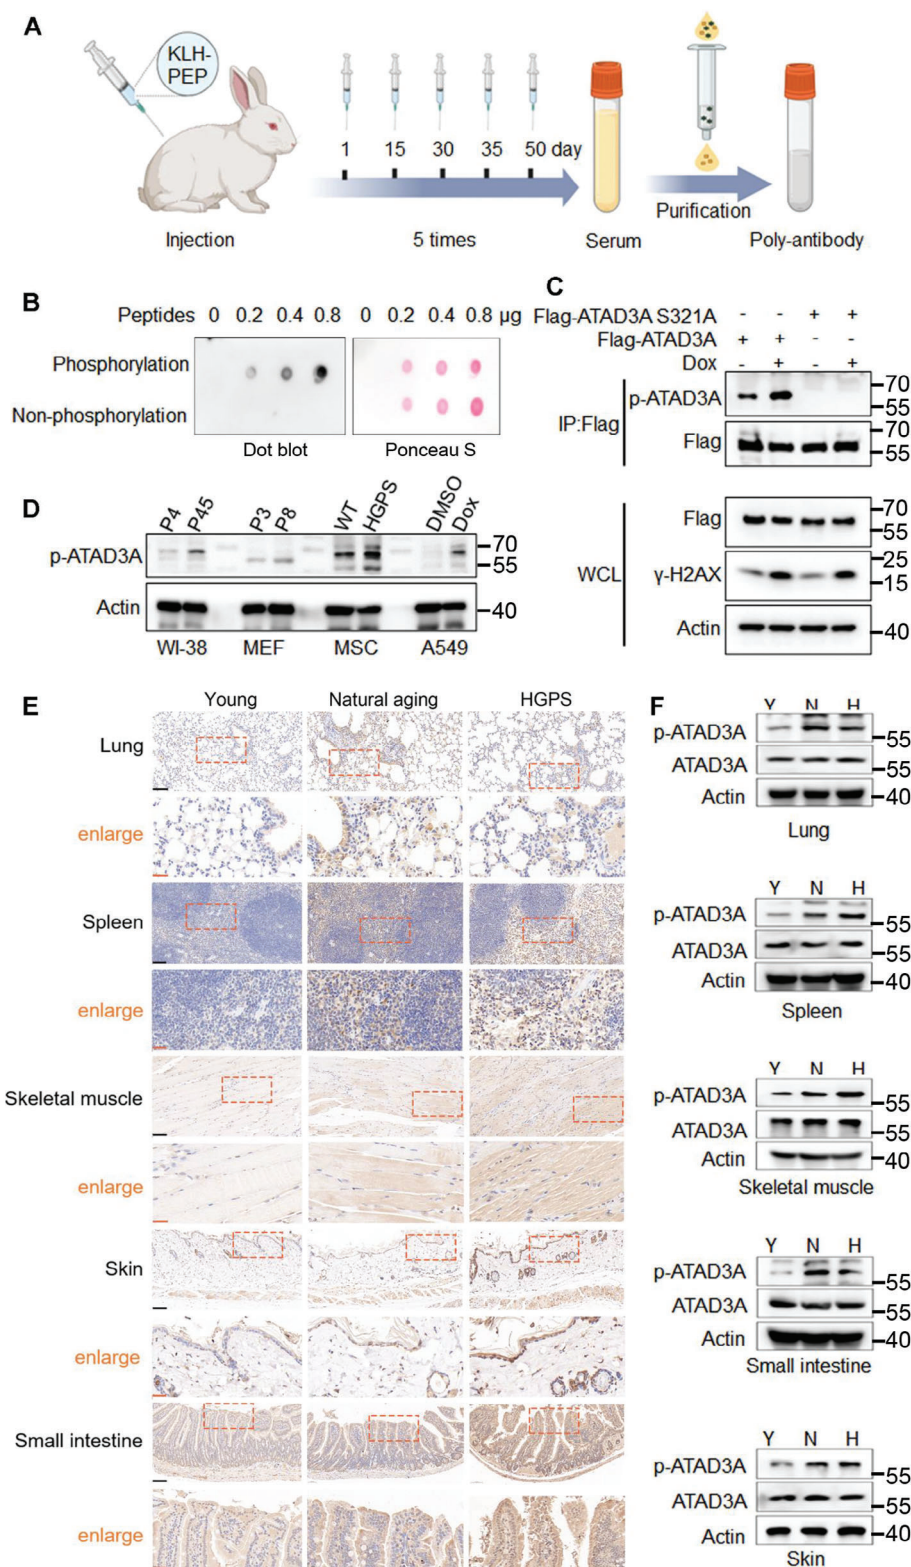 A
KLH-
PEP
1 15 30 35 50 day
Injection
5 times
Serum
Purification
Poly-antibody
B
Peptides 0 0.2 0.4 0.8 0 0.2 0.4 0.8 μg
Phosphorylation
Non-phosphorylation
Dot blot
Ponceau S
C
Flag-ATAD3A S321A - - + +
Flag-ATAD3A + + - -
Dox - + - +
IP:Flag
p-ATAD3A
70
55
Flag
70
55
WCL
Flag
70
55
γ-H2AX
25
15
Actin
40
D
P4 P45 P3 P8 WT HGPS DMSO Dox
p-ATAD3A
70
55
Actin
40
WI-38 MEF MSC A549
E
Young Natural aging HGPS
Lung
enlarge
Spleen
enlarge
Skeletal muscle
enlarge
Skin
enlarge
Small intestine
enlarge
F
Y N H
p-ATAD3A 55
ATAD3A 55
Actin 40
Lung
Y N H
p-ATAD3A 55
ATAD3A 55
Actin 40
Spleen
Y N H
p-ATAD3A 55
ATAD3A 55
Actin 40
Skeletal muscle
Y N H
p-ATAD3A 55
ATAD3A 55
Actin 40
Small intestine
Y N H
p-ATAD3A 55
ATAD3A 55
Actin 40
Skin